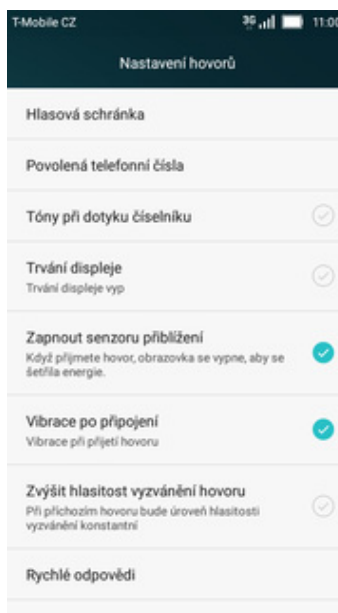 T-Mobile CZ 3G 11:00
Nastavení hovorů
Hlasová schránka
Povolená telefonní čísla
Tóny při dotyku číselníku
Trvání displeje
Trvání displeje vyp
Zapnout senzoru přiblížení
Když přijmete hovor, obrazovka se vypne, aby se
šetřila energie.
Vibrace po připojení
Vibrace při přijetí hovoru
Zvýšit hlasitost vyzvánění hovoru
Při příchozím hovoru bude úroveň hlasitosti
vyzvánění konstantní
Rychlé odpovědi